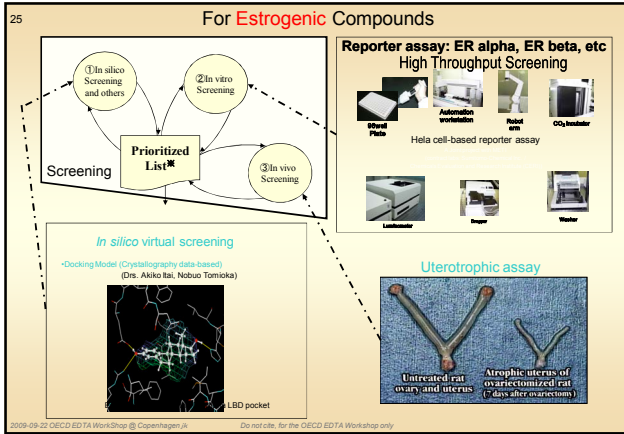 25
For Estrogenic Compounds
①In silico
Screening
and others
②In vitro
Screening
Prioritized
List※
③In vivo
Screening
Screening
Reporter assay: ER alpha, ER beta, etc
High Throughput Screening
96well
Plate
Automation
workstation
Robot
arm
CO₂ Incubator
Hela cell-based reporter assay
Luminometer
Washer
In silico virtual screening
•Docking Model (Crystallography data-based)
(Drs. Akiko Itai, Nobuo Tomioka)
LBD pocket
Uterotrophic assay
Untreated rat
ovary and uterus
Atrophic uterus of
ovariectomized rat
(7 days after ovariectomy)
2009-09-22 OECD EDTA WorkShop @ Copenhagen jk
Do not cite, for the OECD EDTA Workshop only